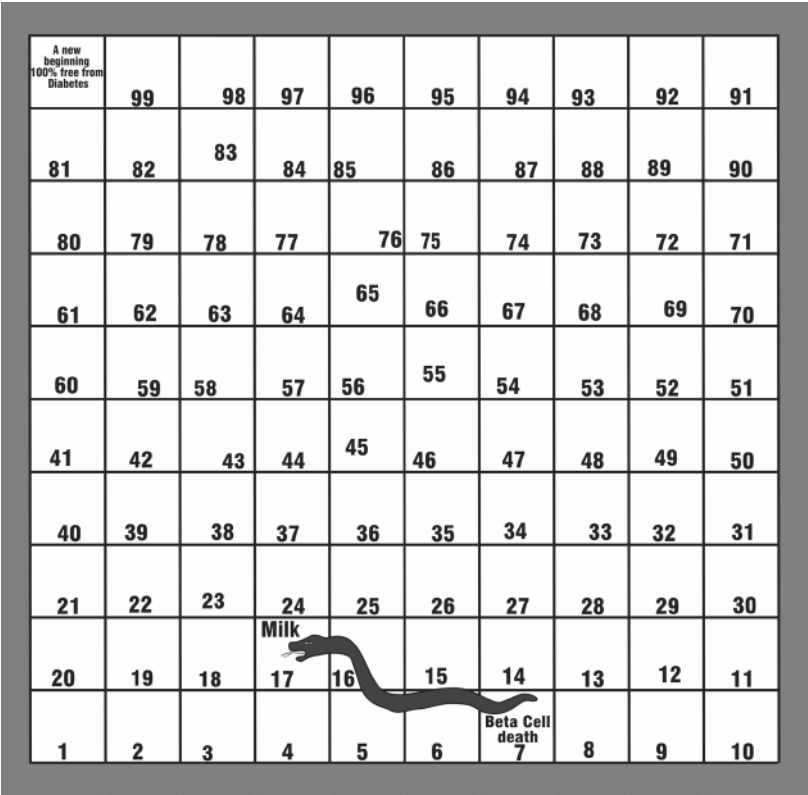 A new
beginning
100% free from
Diabetes
99 98 97 96 95 94 93 92 91
81 82 83 84 85 86 87 88 89 90
80 79 78 77 76 75 74 73 72 71
61 62 63 64 65 66 67 68 69 70
60 59 58 57 56 55 54 53 52 51
41 42 43 44 45 46 47 48 49 50
40 39 38 37 36 35 34 33 32 31
21 22 23 24 25 26 27 28 29 30
Milk
20 19 18 17 16 15 14 13 12 11
Beta Cell
death
1 2 3 4 5 6 7 8 9 10